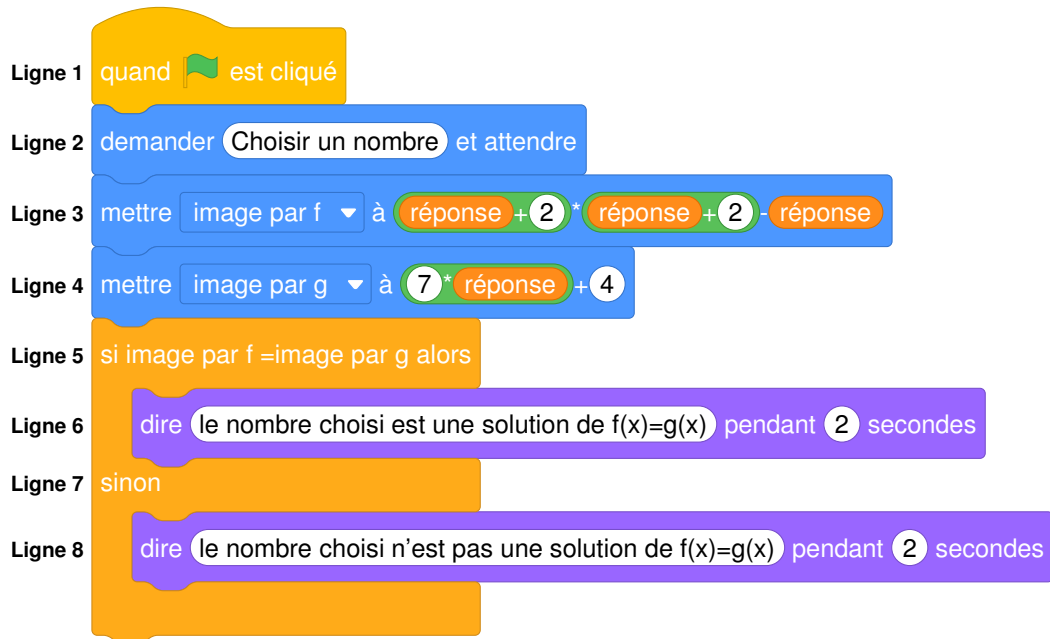 Ligne 1 quand est cliqué
Ligne 2 demander Choisir un nombre et attendre
Ligne 3 mettre image par f à réponse + 2 * réponse + 2 - réponse
Ligne 4 mettre image par g à 7 * réponse + 4
Ligne 5 si image par f =image par g alors
Ligne 6 dire le nombre choisi est une solution de f(x)=g(x) pendant 2 secondes
Ligne 7 sinon
Ligne 8 dire le nombre choisi n'est pas une solution de f(x)=g(x) pendant 2 secondes